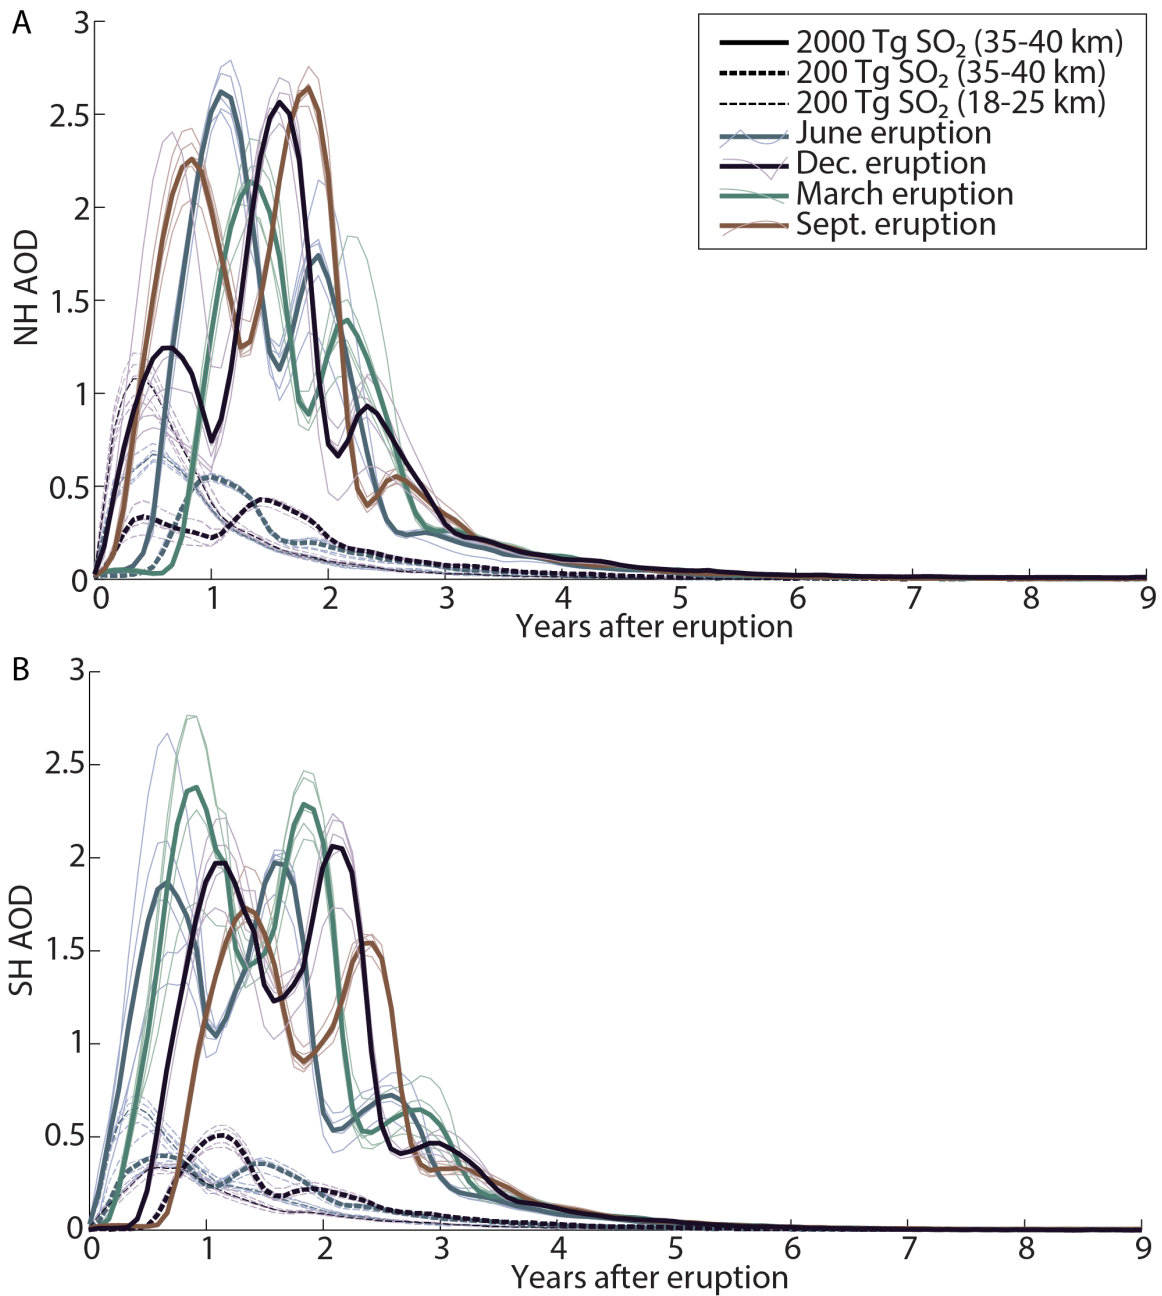 A
3
2.5
2
1.5
1
0.5
0
NH AOD
2000 Tg SO₂ (35-40 km)
200 Tg SO₂ (35-40 km)
200 Tg SO₂ (18-25 km)
June eruption
Dec. eruption
March eruption
Sept. eruption
0 1 2 3 4 5 6 7 8 9
Years after eruption
B
3
2.5
2
1.5
1
0.5
0
SH AOD
0 1 2 3 4 5 6 7 8 9
Years after eruption